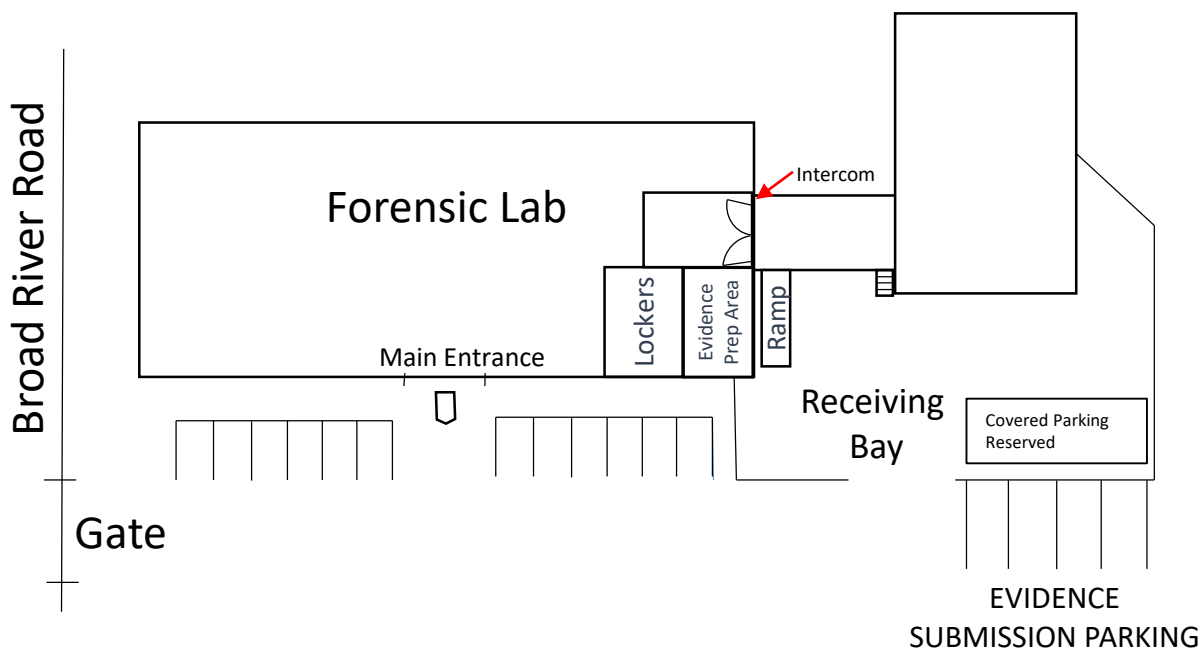 Broad River Road
Forensic Lab
Intercom
Lockers
Evidence
Prep Area
Ramp
Main Entrance
Receiving
Bay
Covered Parking
Reserved
Gate
EVIDENCE
SUBMISSION PARKING